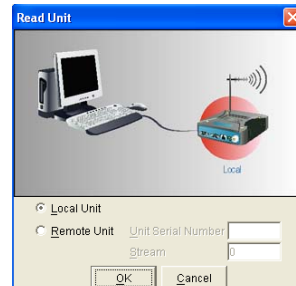 Read Unit
Local
Local Unit
Remote Unit Unit Serial Number
Stream 0
OK Cancel